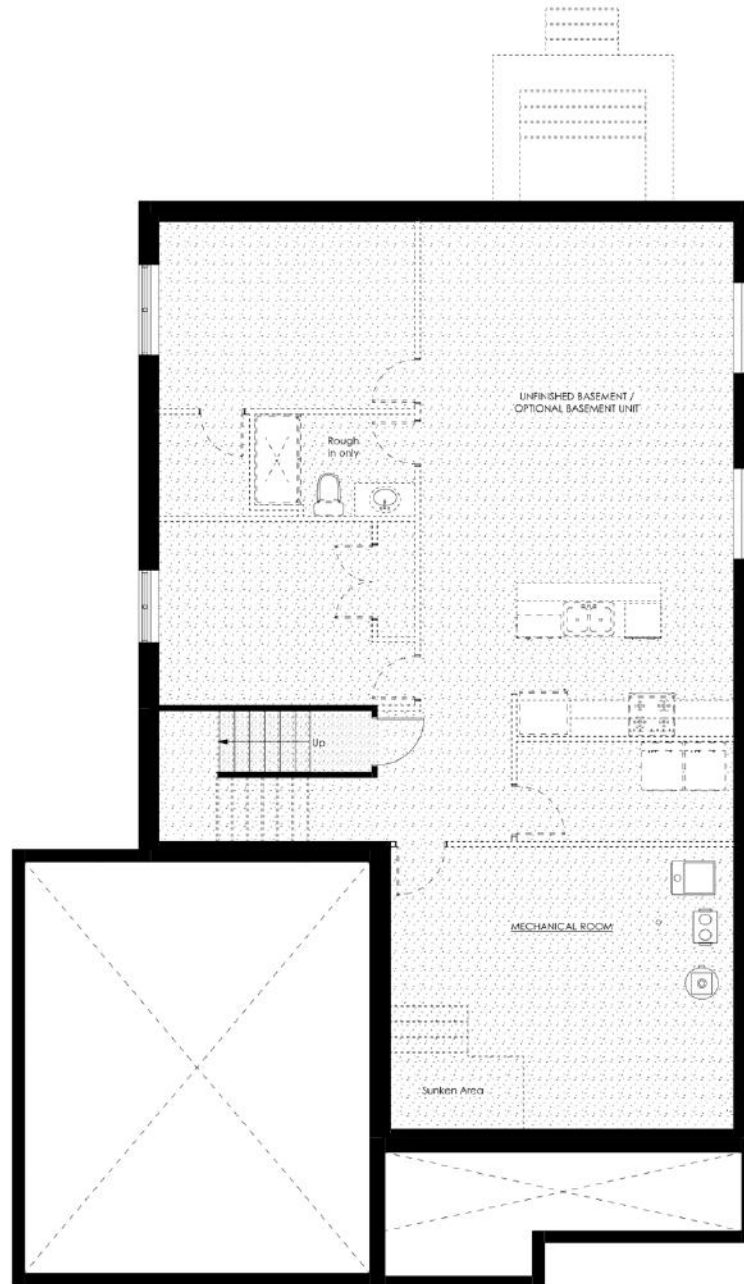 UNFINISHED BASEMENT /
OPTIONAL BASEMENT UNIT
Rough
in only
Up
MECHANICAL ROOM
Sunken Area